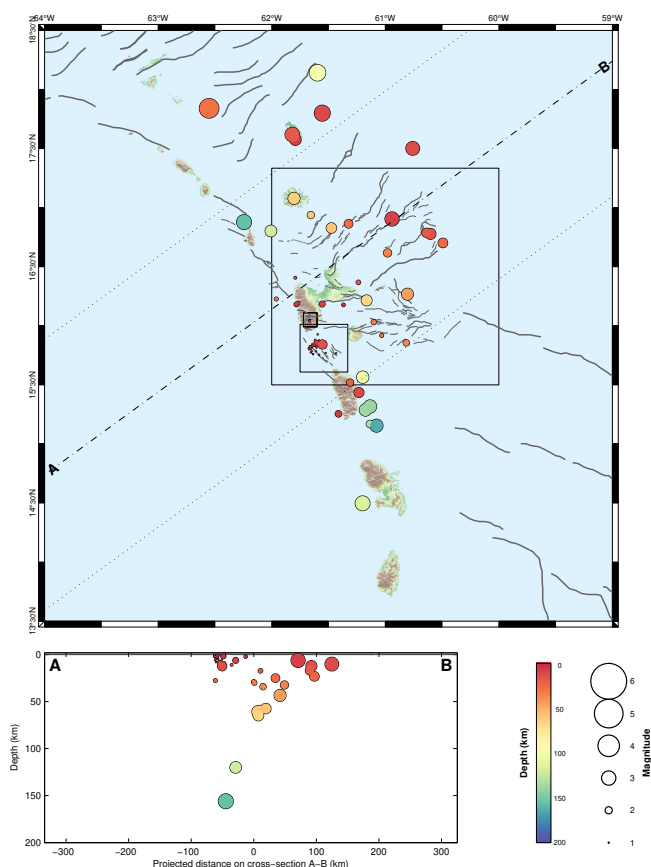 64°W 63°W 62°W 61°W 60°W 59°W
18°30'N
17°30'N
16°30'N
15°30'N
14°30'N
13°30'N
A
B
A B
0
50
100
150
200
Depth (km)
−300 −200 −100 0 100 200 300
Projected distance on cross−section A−B (km)
0
50
100
150
200
Depth (km)
6
5
4
3
2
1
Magnitude